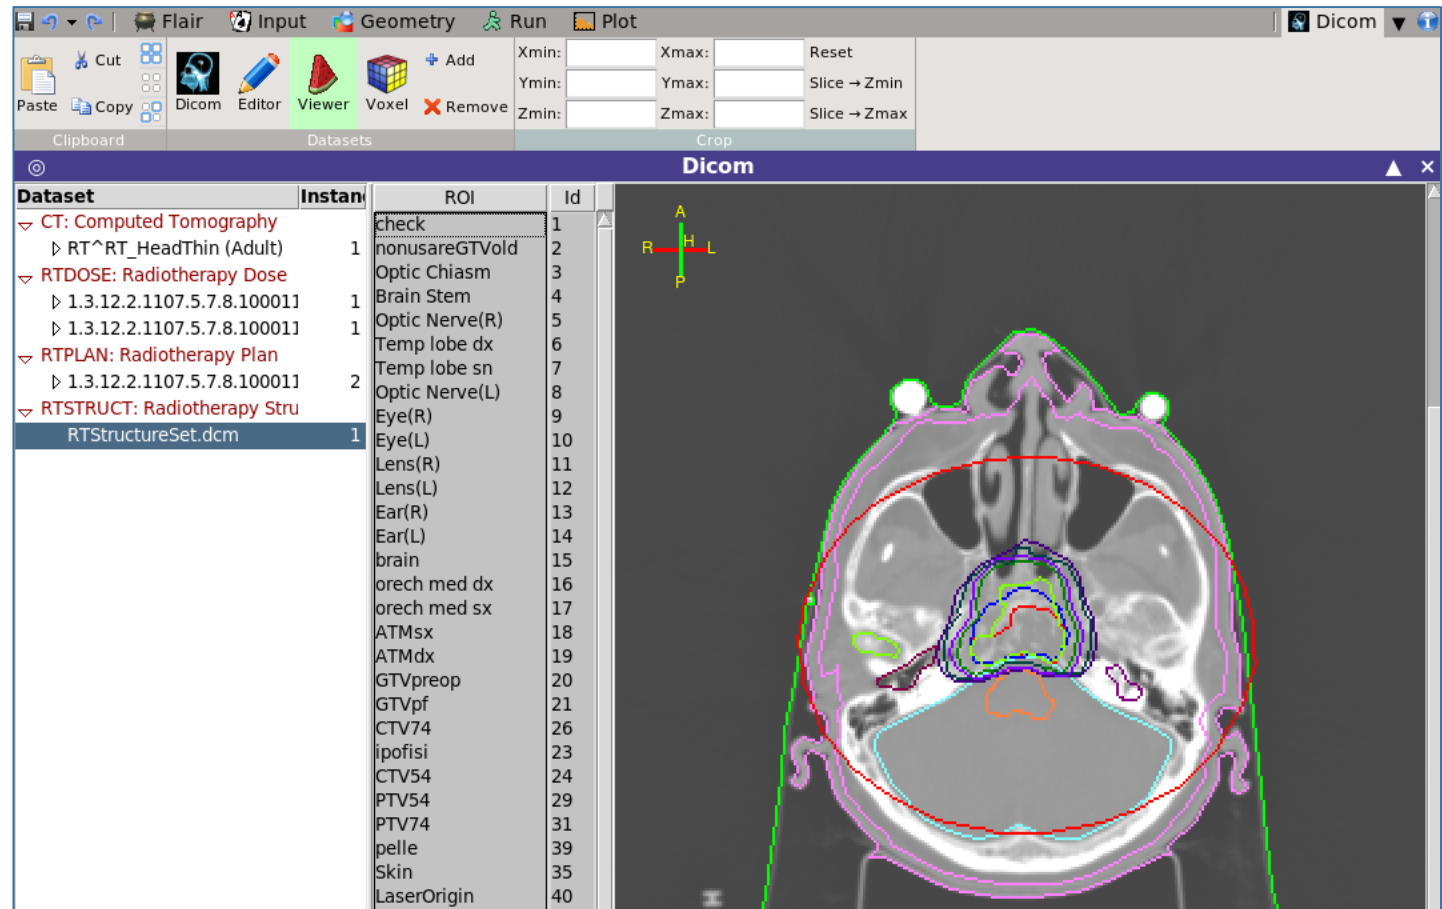 Flair Input Geometry Run Plot Dicom
Cut Add Xmin: Xmax: Reset
Ymin: Ymax: Slice→Zmin
Paste Copy Dicom Editor Viewer Voxel Remove Zmin: Zmax: Slice→Zmax
Clipboard Datasets Crop
Dicom
Dataset Instan
CT: Computed Tomography
RT^RT_HeadThin (Adult) 1
RTDOSE: Radiotherapy Dose
1.3.12.2.1107.5.7.8.100011 1
1.3.12.2.1107.5.7.8.100011 1
RTPLAN: Radiotherapy Plan
1.3.12.2.1107.5.7.8.100011 2
RTSTRUCT: Radiotherapy Stru
RTStructureSet.dcm 1
ROI Id
check 1
nonusareGTVold 2
Optic Chiasm 3
Brain Stem 4
Optic Nerve(R) 5
Temp lobe dx 6
Temp lobe sn 7
Optic Nerve(L) 8
Eye(R) 9
Eye(L) 10
Lens(R) 11
Lens(L) 12
Ear(R) 13
Ear(L) 14
brain 15
orech med dx 16
orech med sx 17
ATMsx 18
ATMdx 19
GTVpreop 20
GTVpf 21
CTV74 26
ipofisi 23
CTV54 24
PTV54 29
PTV74 31
pelle 39
Skin 35
LaserOrigin 40
A
R H L
P